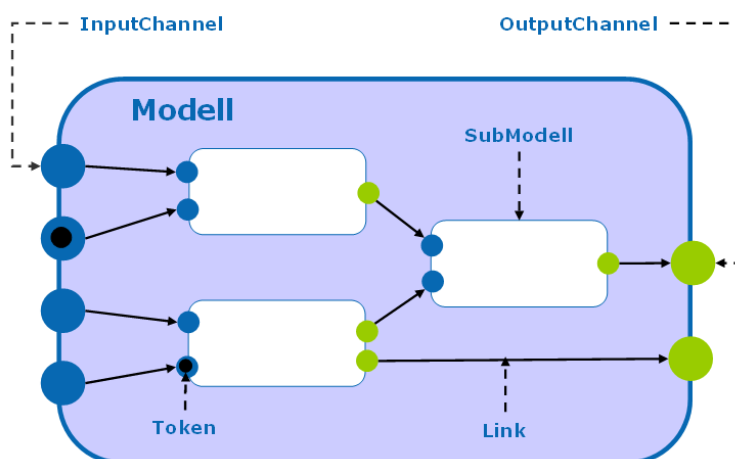 InputChannel
OutputChannel
Modell
SubModell
Token
Link